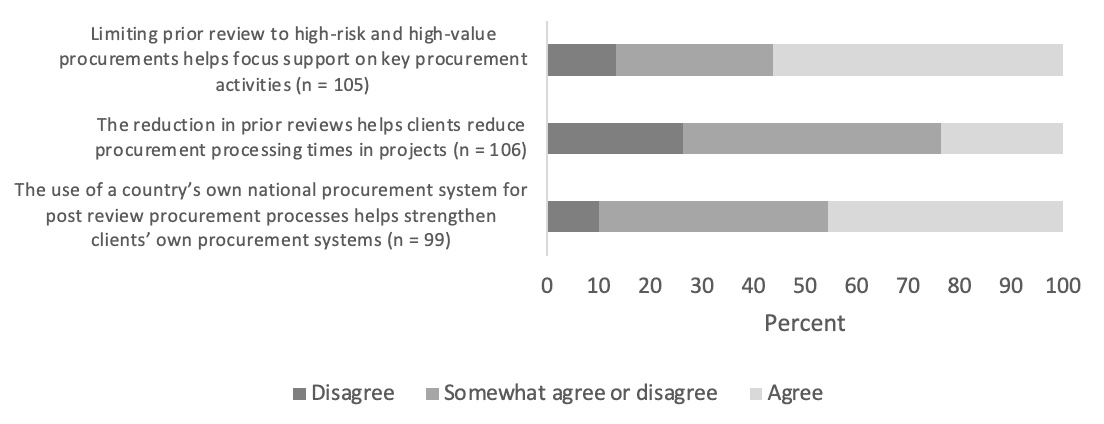 Limiting prior review to high-risk and high-value
procurements helps focus support on key procurement
activities (n = 105)
The reduction in prior reviews helps clients reduce
procurement processing times in projects (n = 106)
The use of a country’s own national procurement system for
post review procurement processes helps strengthen
clients’ own procurement systems (n = 99)
0 10 20 30 40 50 60 70 80 90 100
Percent
Disagree Somewhat agree or disagree Agree